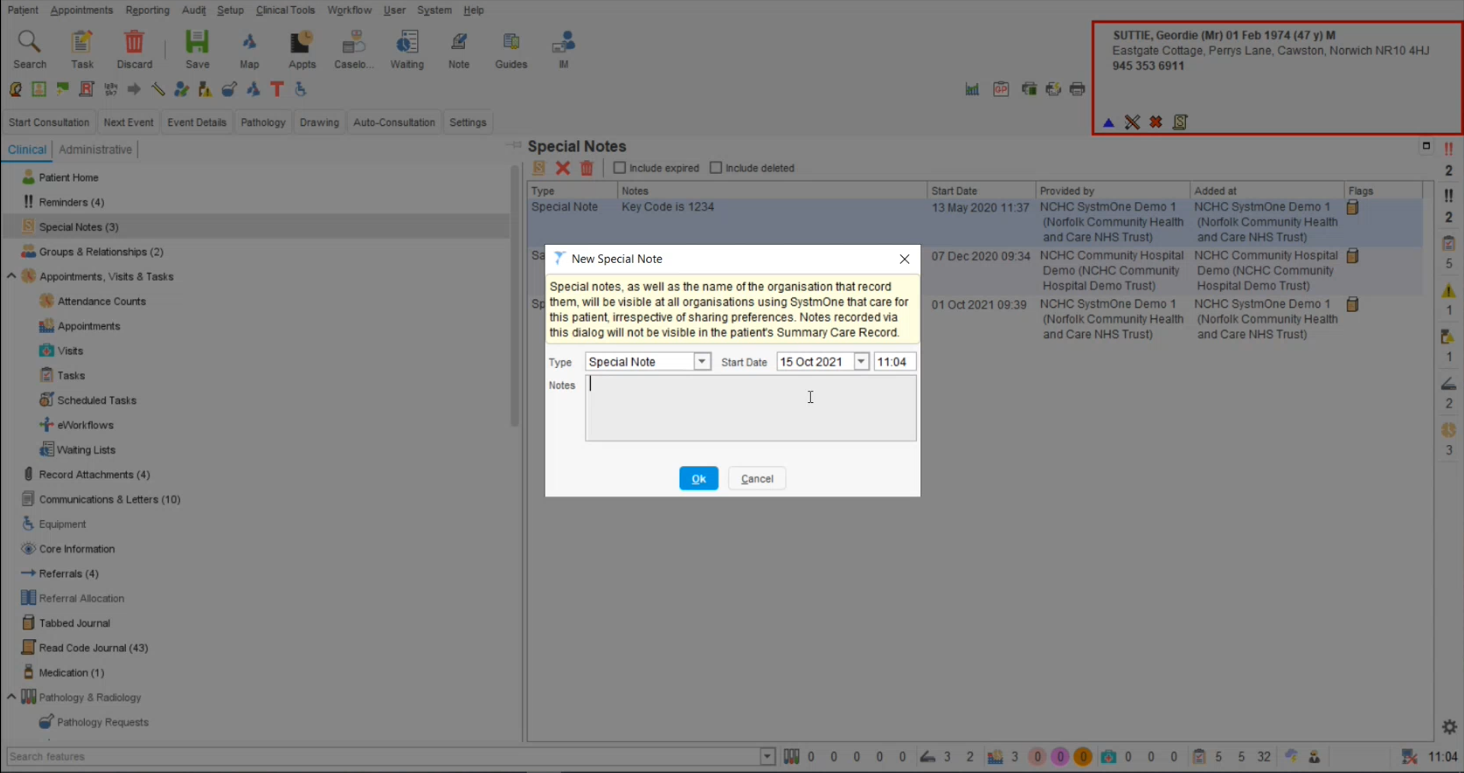 Patient Appointments Reporting Audit Setup Clinical Tools Workflow User System Help
Search Task Discard Save Map Appts Caselo... Waiting Note Guides IM
SUTTIE, Geordie (Mr) 01 Feb 1974 (47 y) M
Eastgate Cottage, Perrys Lane, Cawston, Norwich NR10 4HJ
945 353 6911
Start Consultation Next Event Event Details Pathology Drawing Auto-Consultation Settings
Clinical Administrative
Patient Home
Reminders (4)
Special Notes (3)
Groups & Relationships (2)
Appointments, Visits & Tasks
Attendance Counts
Appointments
Visits
Tasks
Scheduled Tasks
eWorkflows
Waiting Lists
Record Attachments (4)
Communications & Letters (10)
Equipment
Core Information
Referrals (4)
Referral Allocation
Tabbed Journal
Read Code Journal (43)
Medication (1)
Pathology & Radiology
Pathology Requests
Special Notes
Include expired Include deleted
Type Notes Start Date Provided by Added at Flags
Special Note Key Code is 1234 13 May 2020 11:37 NCHC SystmOne Demo 1 NCHC SystmOne Demo 1
(Norfolk Community Health (Norfolk Community Health
and Care NHS Trust) and Care NHS Trust)
Sa 07 Dec 2020 09:34 NCHC Community Hospital NCHC Community Hospital
Demo (NCHC Community Demo (NCHC Community
Hospital Demo Trust) Hospital Demo Trust)
Sp 01 Oct 2021 09:39 NCHC SystmOne Demo 1 NCHC SystmOne Demo 1
(Norfolk Community Health (Norfolk Community Health
and Care NHS Trust) and Care NHS Trust)
New Special Note
Special notes, as well as the name of the organisation that record
them, will be visible at all organisations using SystmOne that care for
this patient, irrespective of sharing preferences. Notes recorded via
this dialog will not be visible in the patient's Summary Care Record.
Type Special Note Start Date 15 Oct 2021 11:04
Notes
Ok Cancel
!!
2
!!
2
5
1
1
2
3
Search features 0 0 0 0 0 3 2 3 0 0 0 0 0 0 5 5 32 11:04